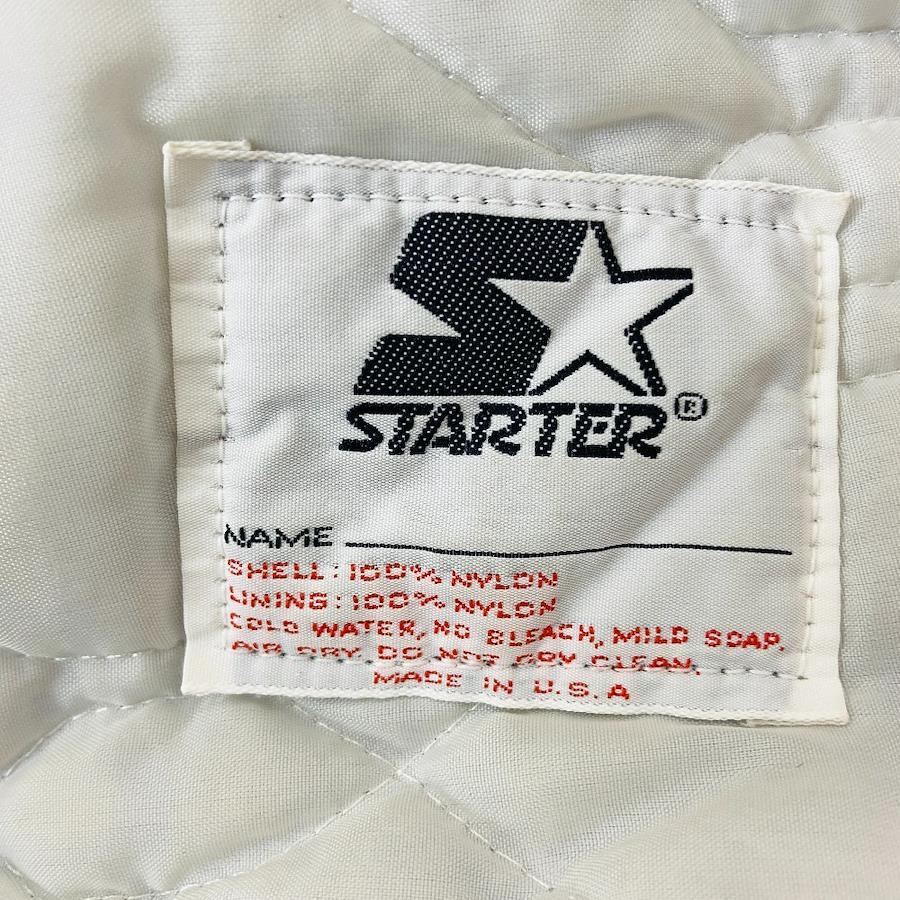 STARTER®
NAME
SHELL: 100% NYLON
LINING: 100% NYLON
COLD WATER, NO BLEACH, MILD SOAP,
AIR DRY. DO NOT DRY CLEAN.
MADE IN U.S.A